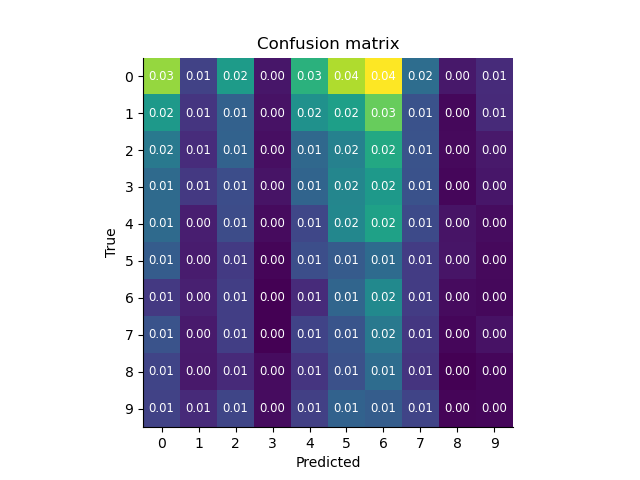 Confusion matrix
0 0.03 0.01 0.02 0.00 0.03 0.04 0.04 0.02 0.00 0.01
1 0.02 0.01 0.01 0.00 0.02 0.02 0.03 0.01 0.00 0.01
2 0.02 0.01 0.01 0.00 0.01 0.02 0.02 0.01 0.00 0.00
3 0.01 0.01 0.01 0.00 0.01 0.02 0.02 0.01 0.00 0.00
4 0.01 0.00 0.01 0.00 0.01 0.02 0.02 0.01 0.00 0.00
True
5 0.01 0.00 0.01 0.00 0.01 0.01 0.01 0.01 0.00 0.00
6 0.01 0.00 0.01 0.00 0.01 0.01 0.02 0.01 0.00 0.00
7 0.01 0.00 0.01 0.00 0.01 0.01 0.02 0.01 0.00 0.00
8 0.01 0.00 0.01 0.00 0.01 0.01 0.01 0.01 0.00 0.00
9 0.01 0.01 0.01 0.00 0.01 0.01 0.01 0.01 0.00 0.00
0 1 2 3 4 5 6 7 8 9
Predicted